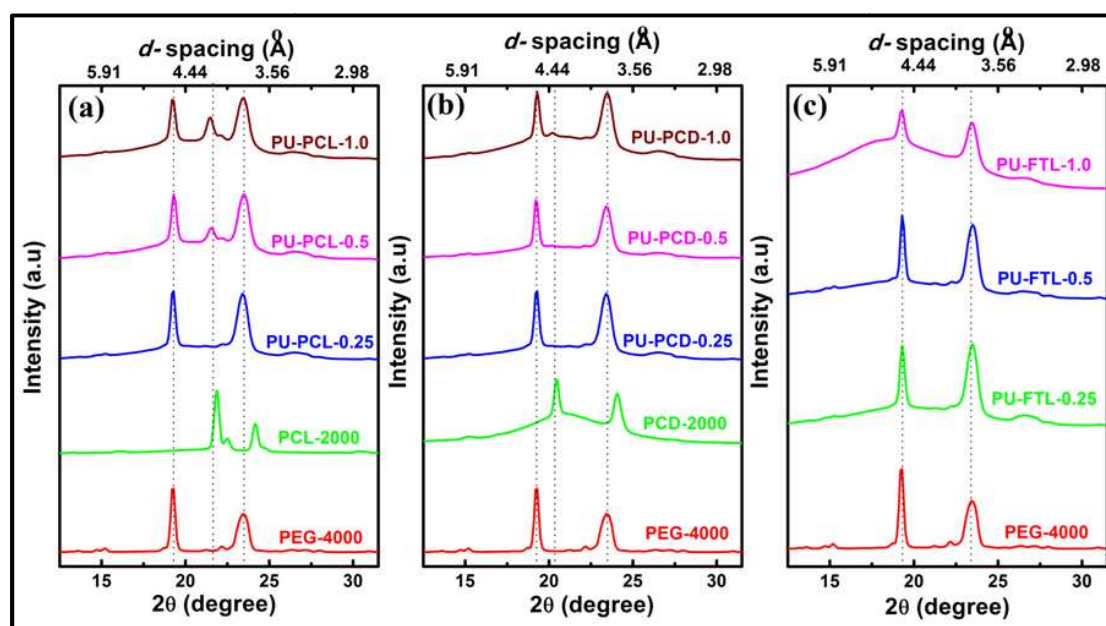 d- spacing (Å)
5.91 4.44 3.56 2.98
(a)
PU-PCL-1.0
PU-PCL-0.5
PU-PCL-0.25
PCL-2000
PEG-4000
Intensity (a.u)
15 20 25 30
2θ (degree)
d- spacing (Å)
5.91 4.44 3.56 2.98
(b)
PU-PCD-1.0
PU-PCD-0.5
PU-PCD-0.25
PCD-2000
PEG-4000
Intensity (a.u)
15 20 25 30
2θ (degree)
d- spacing (Å)
5.91 4.44 3.56 2.98
(c)
PU-FTL-1.0
PU-FTL-0.5
PU-FTL-0.25
PEG-4000
Intensity (a.u)
15 20 25 30
2θ (degree)